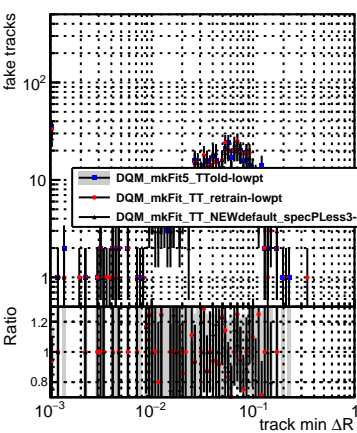 fake tracks
10²
10
1
DQM_mkFit5_TTold-lowpt
DQM_mkFit_TT_retrain-lowpt
DQM_mkFit_TT_NEWdefault_specPLess3-
Ratio
1.2
1
0.8
10⁻³ 10⁻² 10⁻¹ 1
track min ΔR